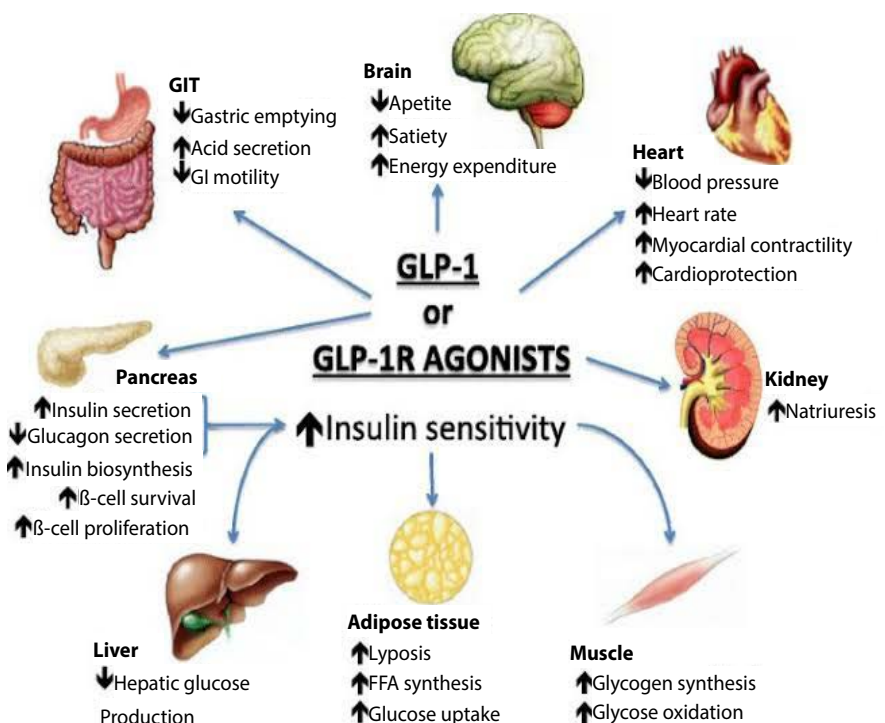 GIT
↓Gastric emptying
↑Acid secretion
↓GI motility
Brain
↓Apetite
↑Satiety
↑Energy expenditure
Heart
↓Blood pressure
↑Heart rate
↑Myocardial contractility
↑Cardioprotection
GLP-1
or
GLP-1R AGONISTS
Pancreas
↑Insulin secretion
↓Glucagon secretion
↑Insulin biosynthesis
↑ß-cell survival
↑ß-cell proliferation
↑Insulin sensitivity
Kidney
↑Natriuresis
Liver
↓Hepatic glucose
Production
Adipose tissue
↑Lyposis
↑FFA synthesis
↑Glucose uptake
Muscle
↑Glycogen synthesis
↑Glycose oxidation